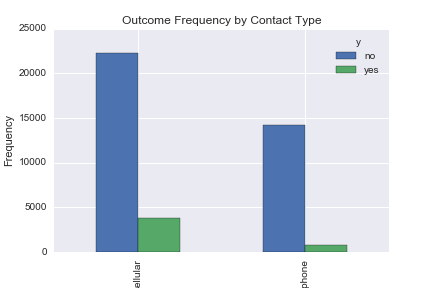 Outcome Frequency by Contact Type
y
no
yes
Frequency
25000
20000
15000
10000
5000
0
ellular
phone